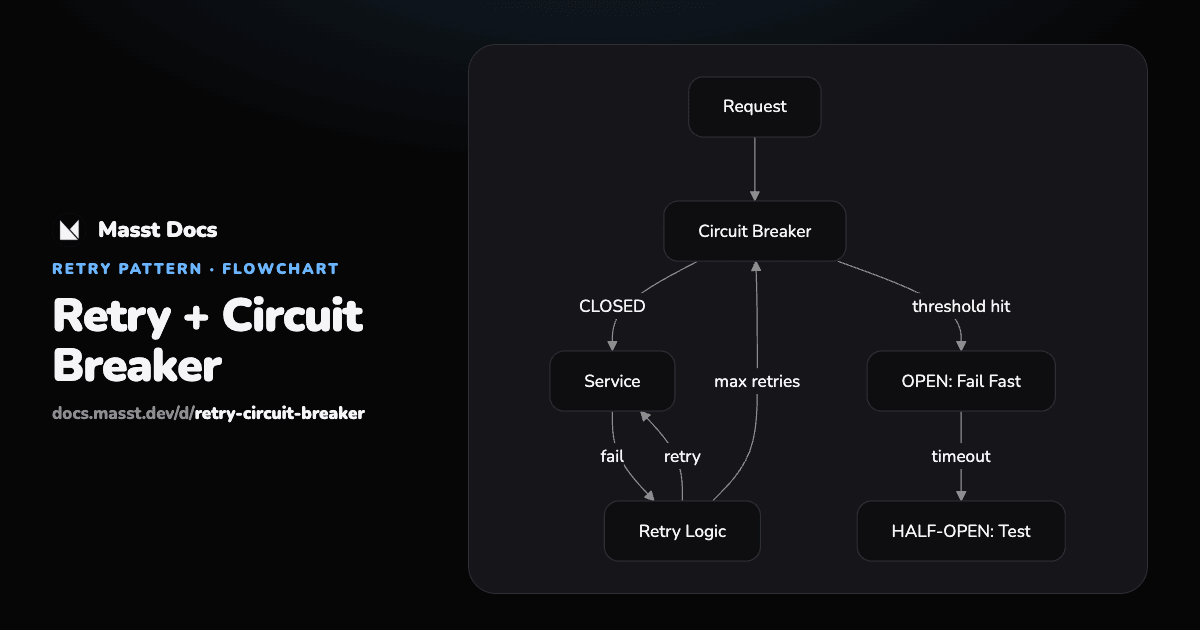 Masst Docs
RETRY PATTERN · FLOWCHART
Retry + Circuit
Breaker
docs.masst.dev/d/retry-circuit-breaker
Request
Circuit Breaker
CLOSED
threshold hit
Service
max retries
OPEN: Fail Fast
fail
retry
timeout
Retry Logic
HALF-OPEN: Test